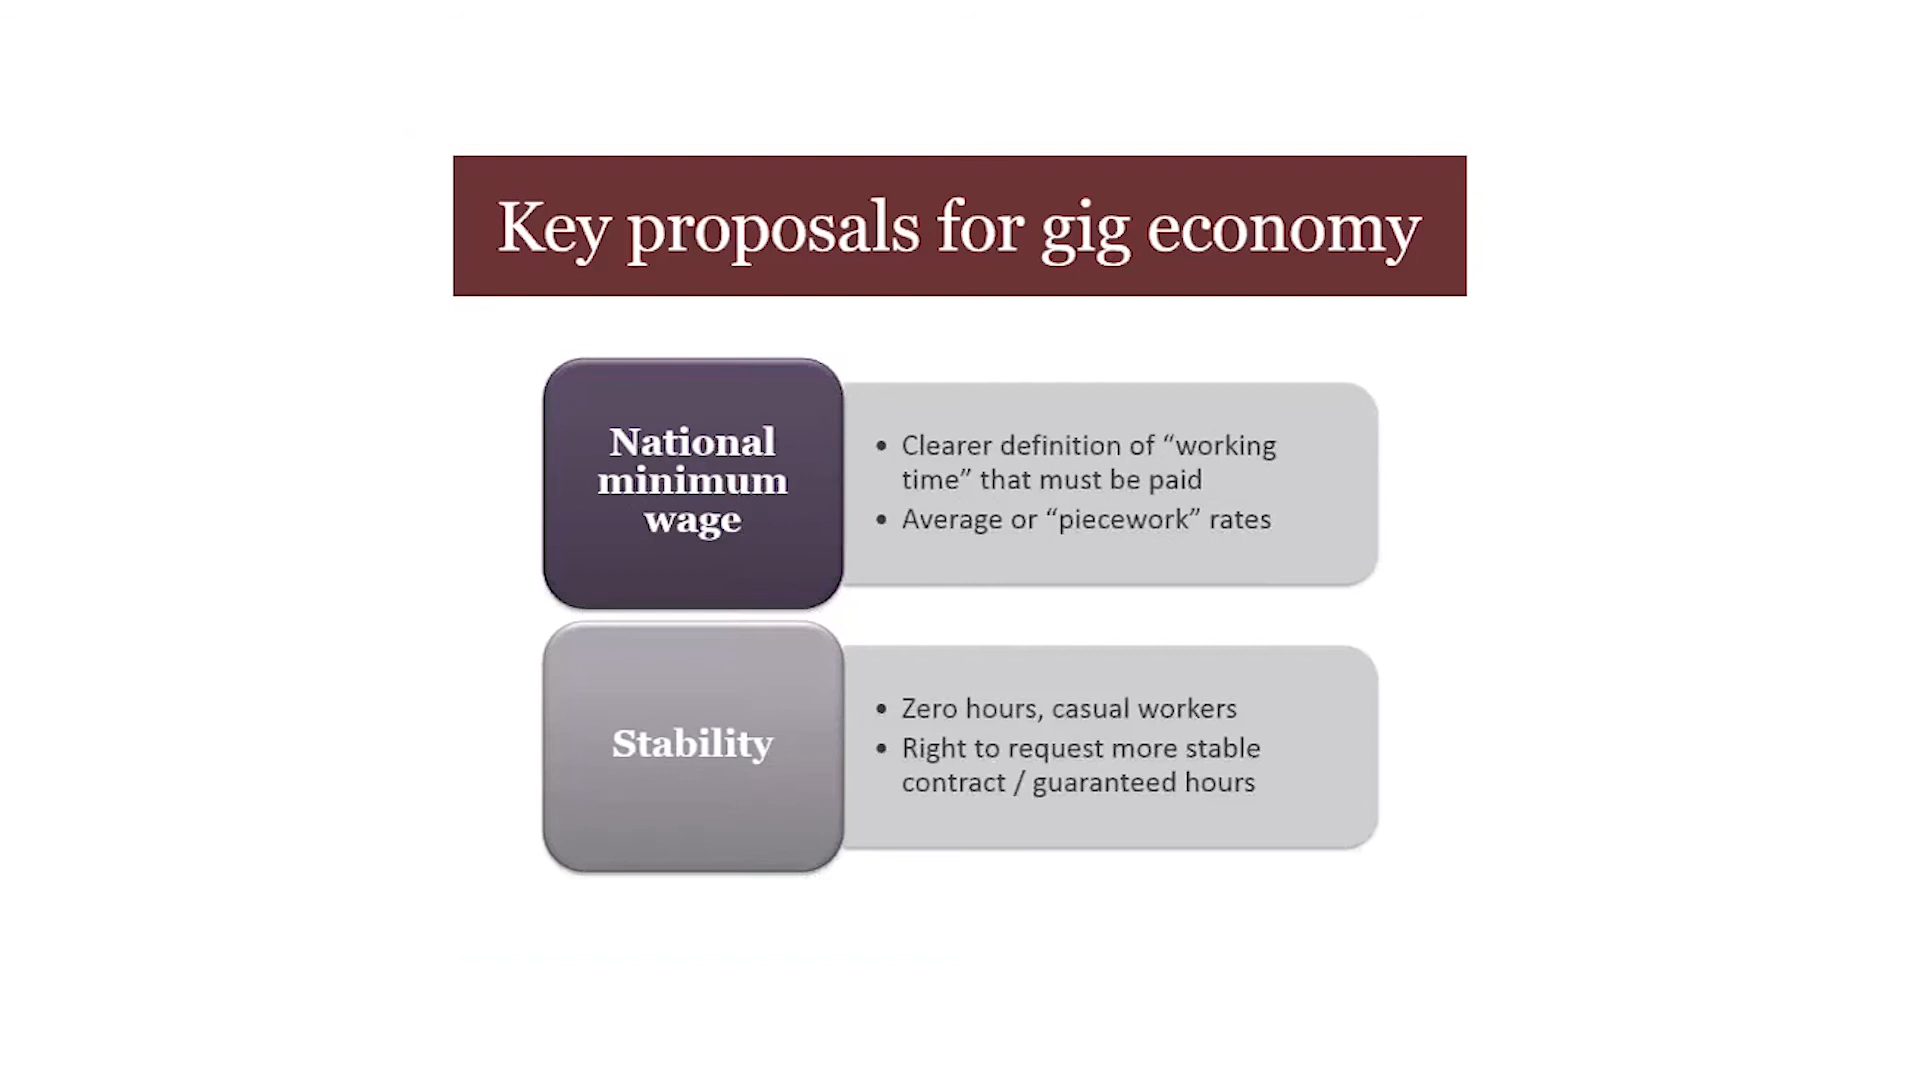 Key proposals for gig economy
National
minimum
wage
• Clearer definition of “working
time” that must be paid
• Average or “piecework” rates
Stability
• Zero hours, casual workers
• Right to request more stable
contract / guaranteed hours